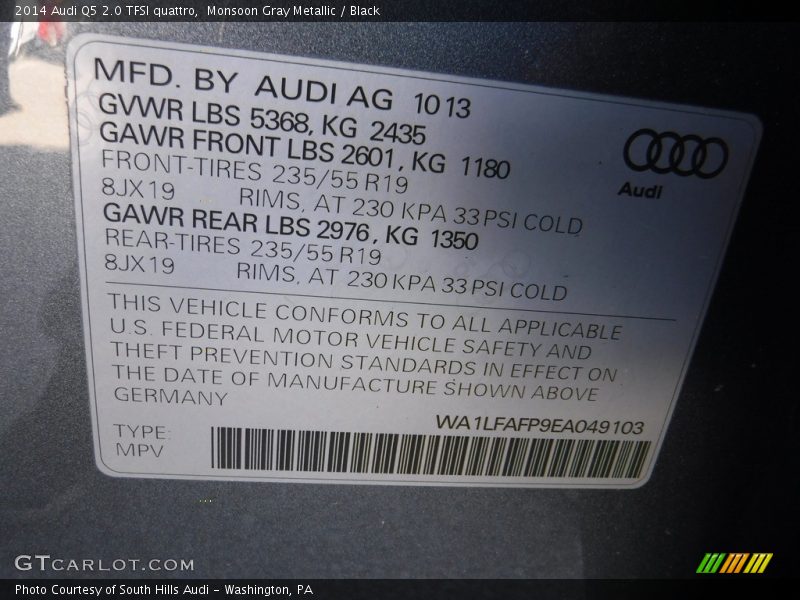 2014 Audi Q5 2.0 TFSI quattro, Monsoon Gray Metallic / Black
MFD. BY AUDI AG 10 13
GVWR LBS 5368, KG 2435
GAWR FRONT LBS 2601, KG 1180
FRONT-TIRES 235/55 R19
8JX19 RIMS, AT 230 KPA 33 PSI COLD
GAWR REAR LBS 2976, KG 1350
REAR-TIRES 235/55 R19
8JX19 RIMS, AT 230 KPA 33 PSI COLD
Audi
THIS VEHICLE CONFORMS TO ALL APPLICABLE
U.S. FEDERAL MOTOR VEHICLE SAFETY AND
THEFT PREVENTION STANDARDS IN EFFECT ON
THE DATE OF MANUFACTURE SHOWN ABOVE
GERMANY
WA1LFAFP9EA049103
TYPE:
MPV
GTCARLOT.COM
Photo Courtesy of South Hills Audi - Washington, PA